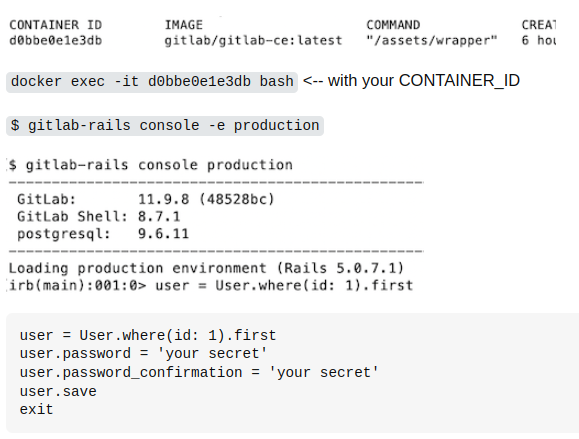 CONTAINER ID IMAGE COMMAND
d0bbe0e1e3db gitlab/gitlab-ce:latest "/assets/wrapper" 6
docker exec -it d0bbe0e1e3db bash <-- with your CONTAINER_ID
$ gitlab-rails console -e production
$ gitlab-rails console production
-------------------------------------------------------------------------------------
GitLab: 11.9.8 (48528bc)
GitLab Shell: 8.7.1
postgresql: 9.6.11
-------------------------------------------------------------------------------------
Loading production environment (Rails 5.0.7.1)
irb(main):001:0> user = User.where(id: 1).first
user = User.where(id: 1).first
user.password = 'your secret'
user.password_confirmation = 'your secret'
user.save
exit